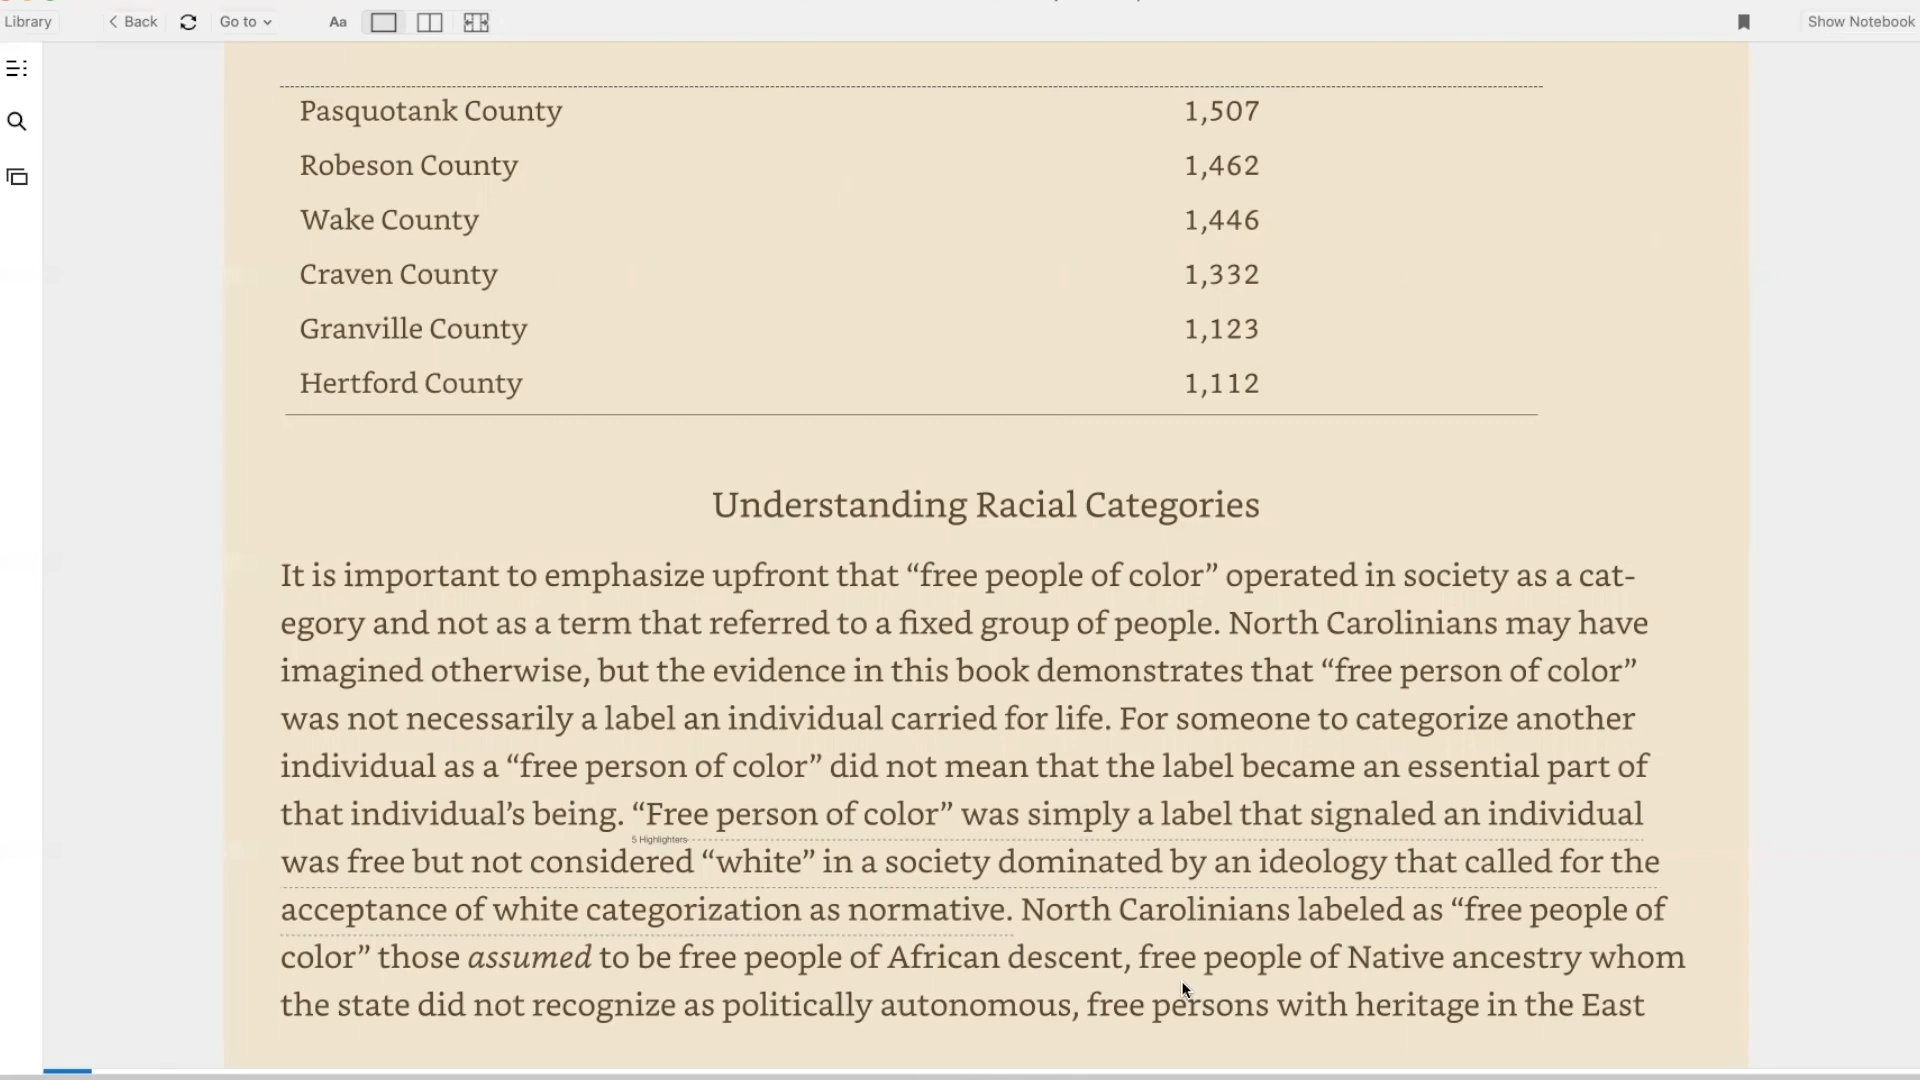 Library Back Go to Aa Show Notebook
Pasquotank County 1,507
Robeson County 1,462
Wake County 1,446
Craven County 1,332
Granville County 1,123
Hertford County 1,112
Understanding Racial Categories
It is important to emphasize upfront that “free people of color” operated in society as a cat-
egory and not as a term that referred to a fixed group of people. North Carolinians may have
imagined otherwise, but the evidence in this book demonstrates that “free person of color”
was not necessarily a label an individual carried for life. For someone to categorize another
individual as a “free person of color” did not mean that the label became an essential part of
that individual’s being. “Free person of color” was simply a label that signaled an individual
5 Highlighters
was free but not considered “white” in a society dominated by an ideology that called for the
acceptance of white categorization as normative. North Carolinians labeled as “free people of
color” those assumed to be free people of African descent, free people of Native ancestry whom
the state did not recognize as politically autonomous, free persons with heritage in the East